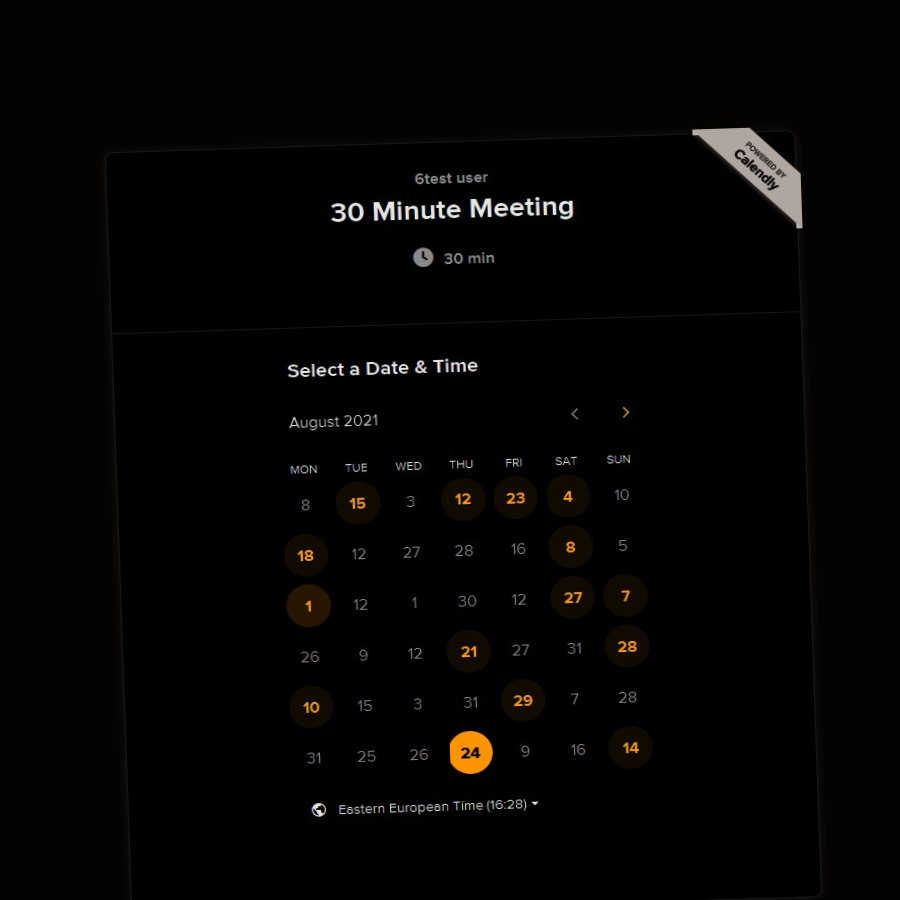 POWERED BY
Calendly
6test user
30 Minute Meeting
30 min
Select a Date & Time
August 2021
MON TUE WED THU FRI SAT SUN
8 15 3 12 23 4 10
18 12 27 28 16 8 5
1 12 1 30 12 27 7
26 9 12 21 27 31 28
10 15 3 31 29 7 28
31 25 26 24 9 16 14
Eastern European Time (16:28)